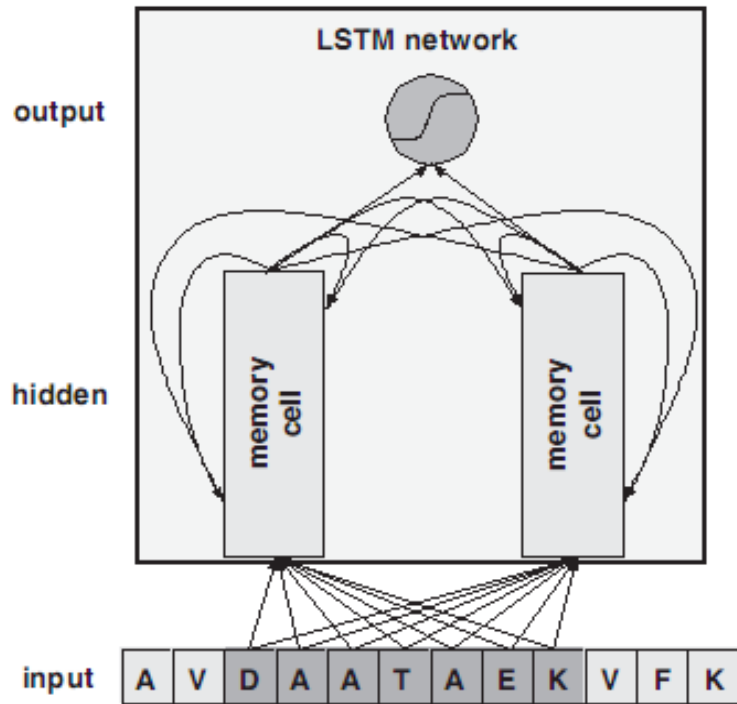 LSTM network
output
hidden
memory cell
memory cell
input A V D A A T A E K V F K